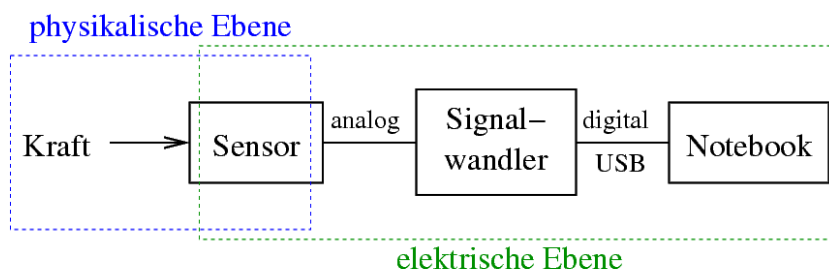 physikalische Ebene
Kraft
Sensor
analog
Signal–
wandler
digital
USB
Notebook
elektrische Ebene